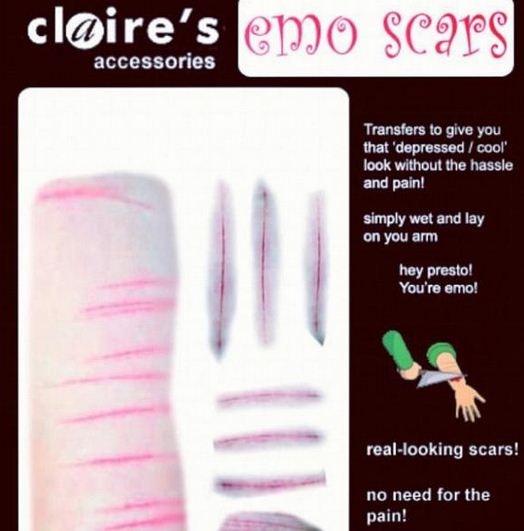 claire's
accessories
emo scars
Transfers to give you
that 'depressed / cool'
look without the hassle
and pain!
simply wet and lay
on you arm
hey presto!
You're emo!
real-looking scars!
no need for the
pain!